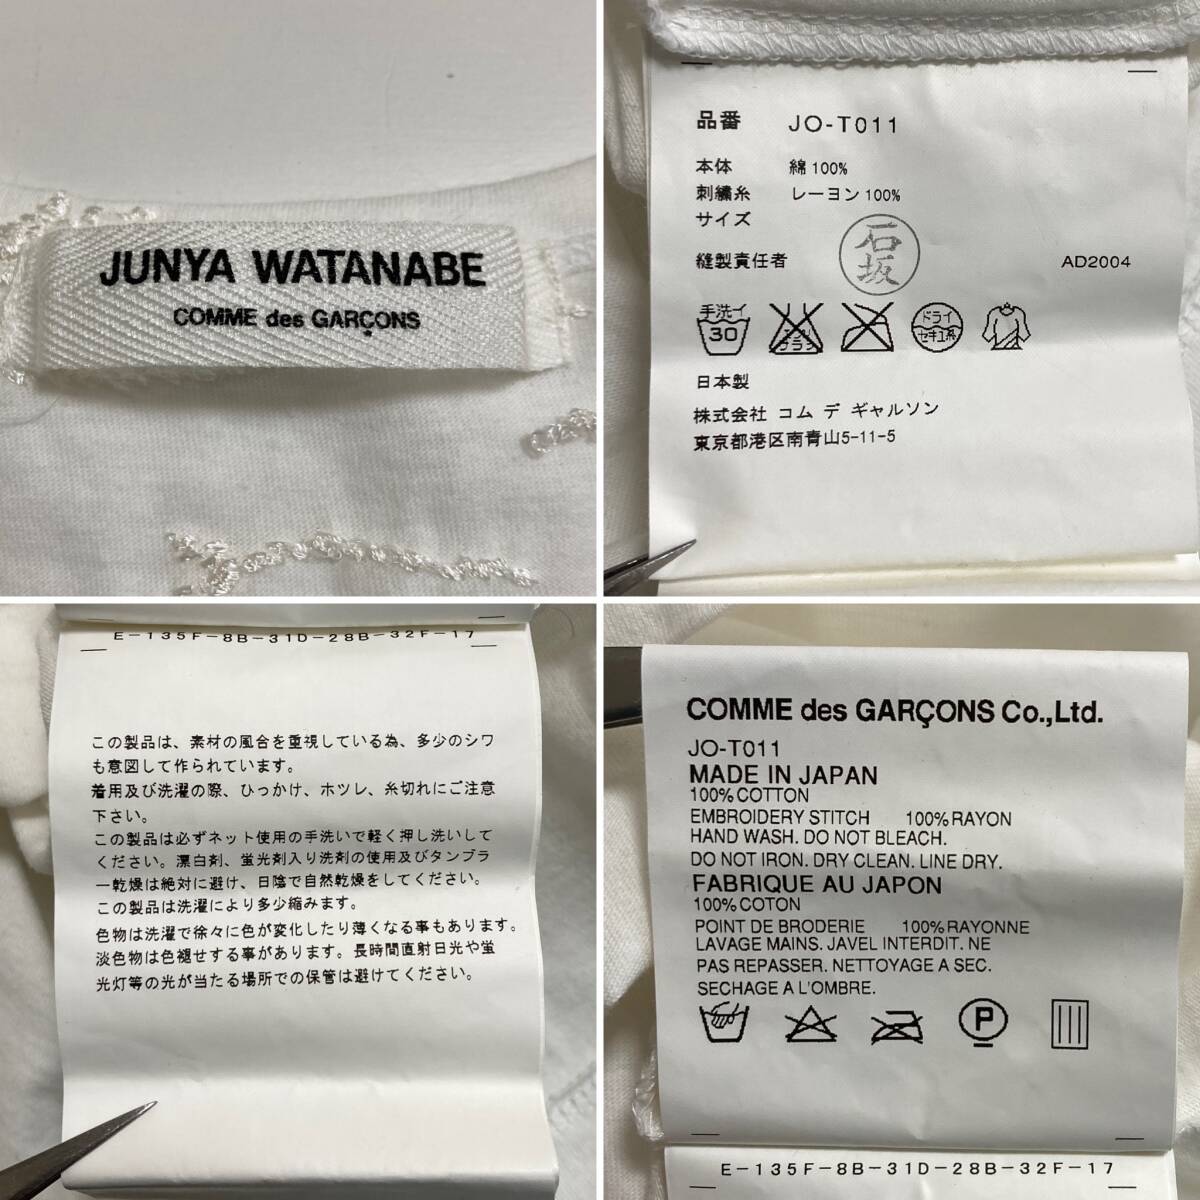 JUNYA WATANABE
COMME des GARÇONS
品番 JO-T011
本体 綿 100%
刺繍糸 レーヨン 100%
サイズ
縫製責任者 石坂 AD2004
手洗イ 30 エンソ サラシ ドライ セキユ系
日本製
株式会社 コム デ ギャルソン
東京都港区南青山5-11-5
E-135F-8B-31D-28B-32F-17
この製品は、素材の風合を重視している為、多少のシワ
も意図して作られています。
着用及び洗濯の際、ひっかけ、ホツレ、糸切れにご注意
下さい。
この製品は必ずネット使用の手洗いで軽く押し洗いして
ください。漂白剤、蛍光剤入り洗剤の使用及びタンブラ
ー乾燥は絶対に避け、日陰で自然乾燥をしてください。
この製品は洗濯により多少縮みます。
色物は洗濯で徐々に色が変化したり薄くなる事もあります。
淡色物は色褪せする事があります。長時間直射日光や蛍
光灯等の光が当たる場所での保管は避けてください。
COMME des GARÇONS Co.,Ltd.
JO-T011
MADE IN JAPAN
100% COTTON
EMBROIDERY STITCH 100% RAYON
HAND WASH. DO NOT BLEACH.
DO NOT IRON. DRY CLEAN. LINE DRY.
FABRIQUE AU JAPON
100% COTON
POINT DE BRODERIE 100% RAYONNE
LAVAGE MAINS. JAVEL INTERDIT. NE
PAS REPASSER. NETTOYAGE A SEC.
SECHAGE A L'OMBRE.
P
E-135F-8B-31D-28B-32F-17